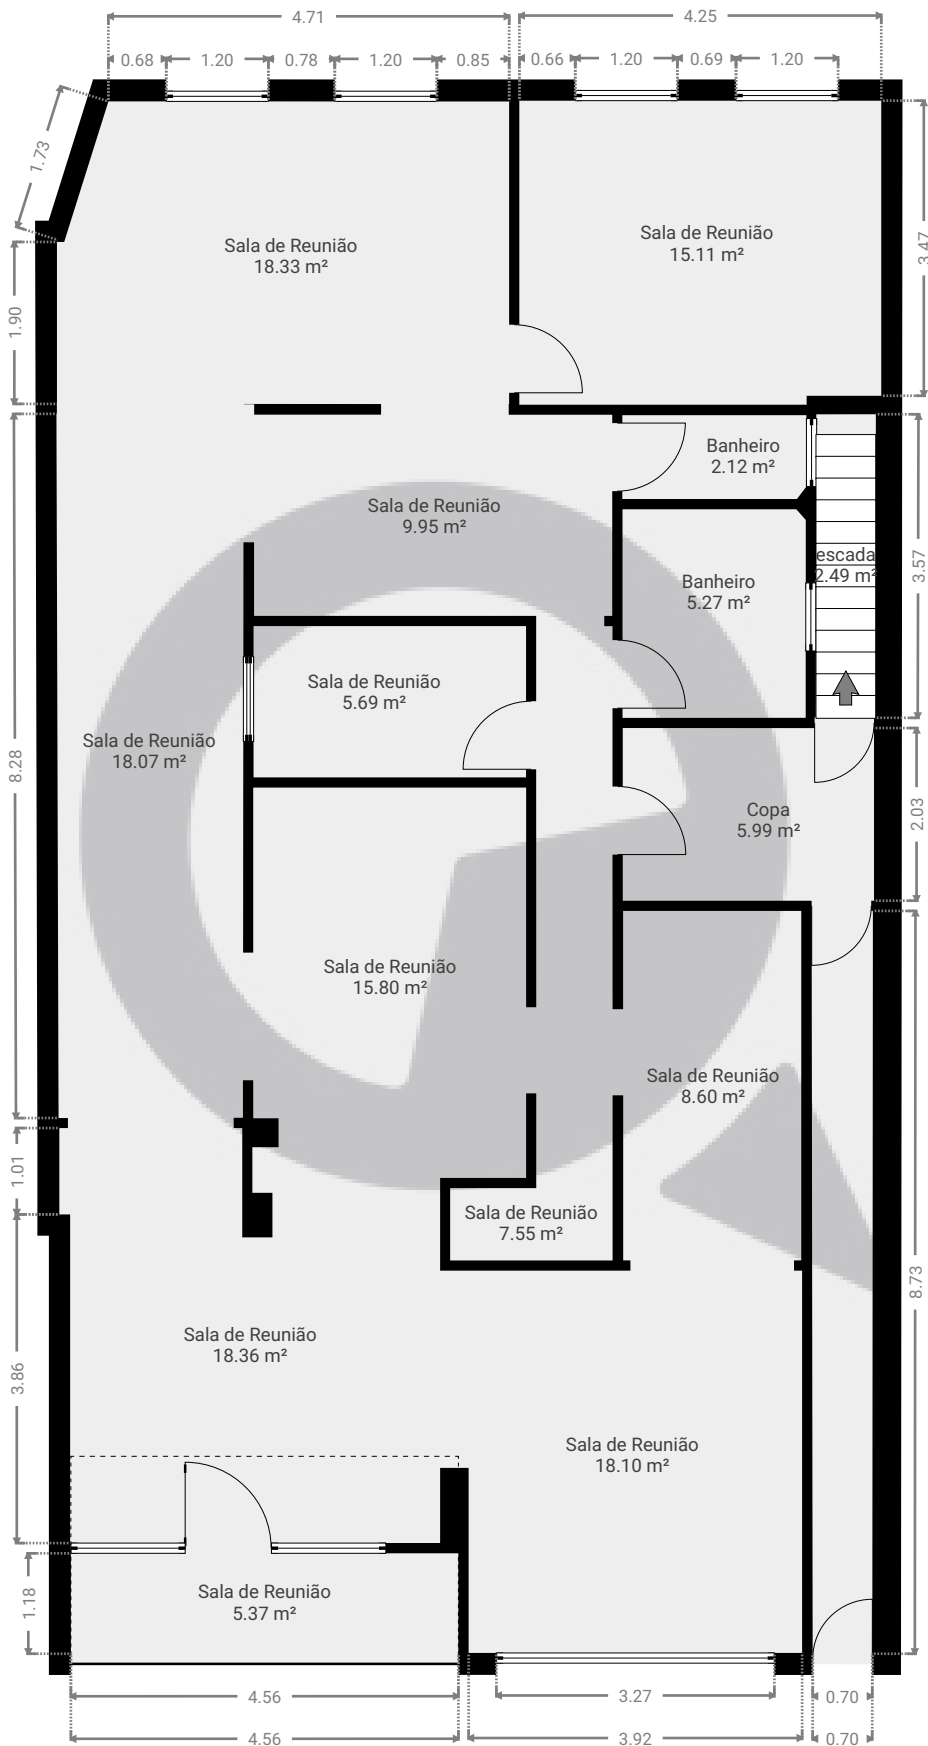 4.71
4.25
0.68
1.20
0.78
1.20
0.85
0.66
1.20
0.69
1.20
1.73
3.47
Sala de Reunião
18.33 m²
Sala de Reunião
15.11 m²
1.90
Banheiro
2.12 m²
Sala de Reunião
9.95 m²
escada
2.49 m²
3.57
Banheiro
5.27 m²
Sala de Reunião
5.69 m²
Sala de Reunião
18.07 m²
8.28
Copa
5.99 m²
2.03
Sala de Reunião
15.80 m²
Sala de Reunião
8.60 m²
1.01
Sala de Reunião
7.55 m²
8.73
Sala de Reunião
18.36 m²
3.86
Sala de Reunião
18.10 m²
Sala de Reunião
5.37 m²
1.18
4.56
3.27
0.70
4.56
3.92
0.70